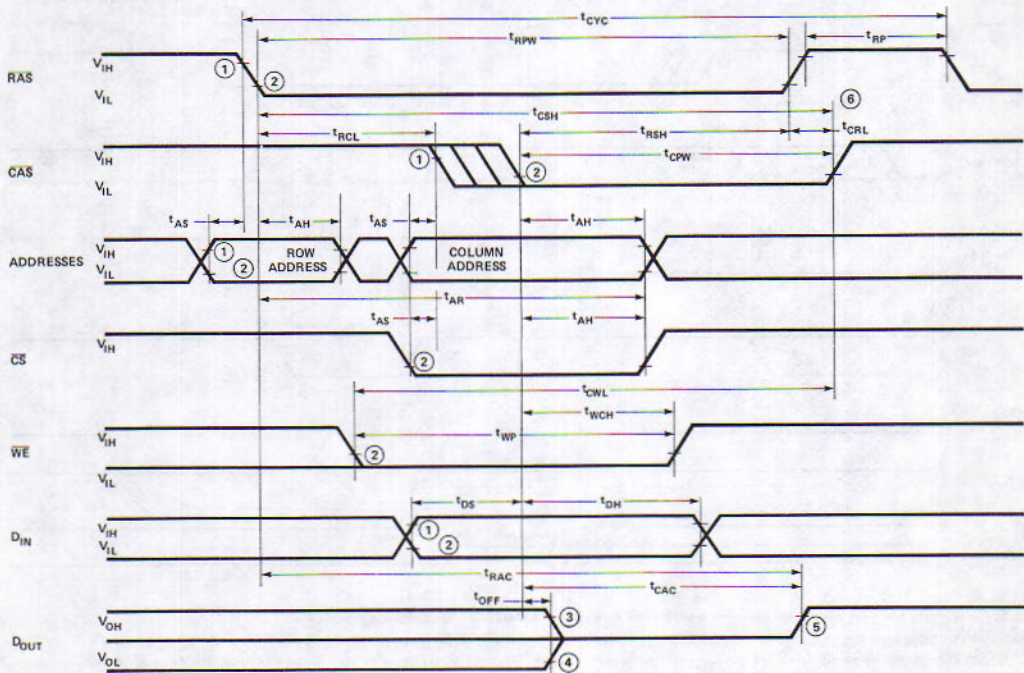 tCYC
tRPW
tRP
RAS
VIH
VIL
1
2
6
tCSH
tRCL
tRSH
tCRL
tCPW
CAS
VIH
VIL
1
2
tAS
tAH
tAS
tAH
ADDRESSES
VIH
VIL
1
2
ROW
ADDRESS
COLUMN
ADDRESS
tAR
tAS
tAH
CS
VIH
2
tCWL
tWCH
tWP
WE
VIH
VIL
2
tDS
tDH
DIN
VIH
VIL
1
2
tRAC
tCAC
tOFF
DOUT
VOH
VOL
3
4
5